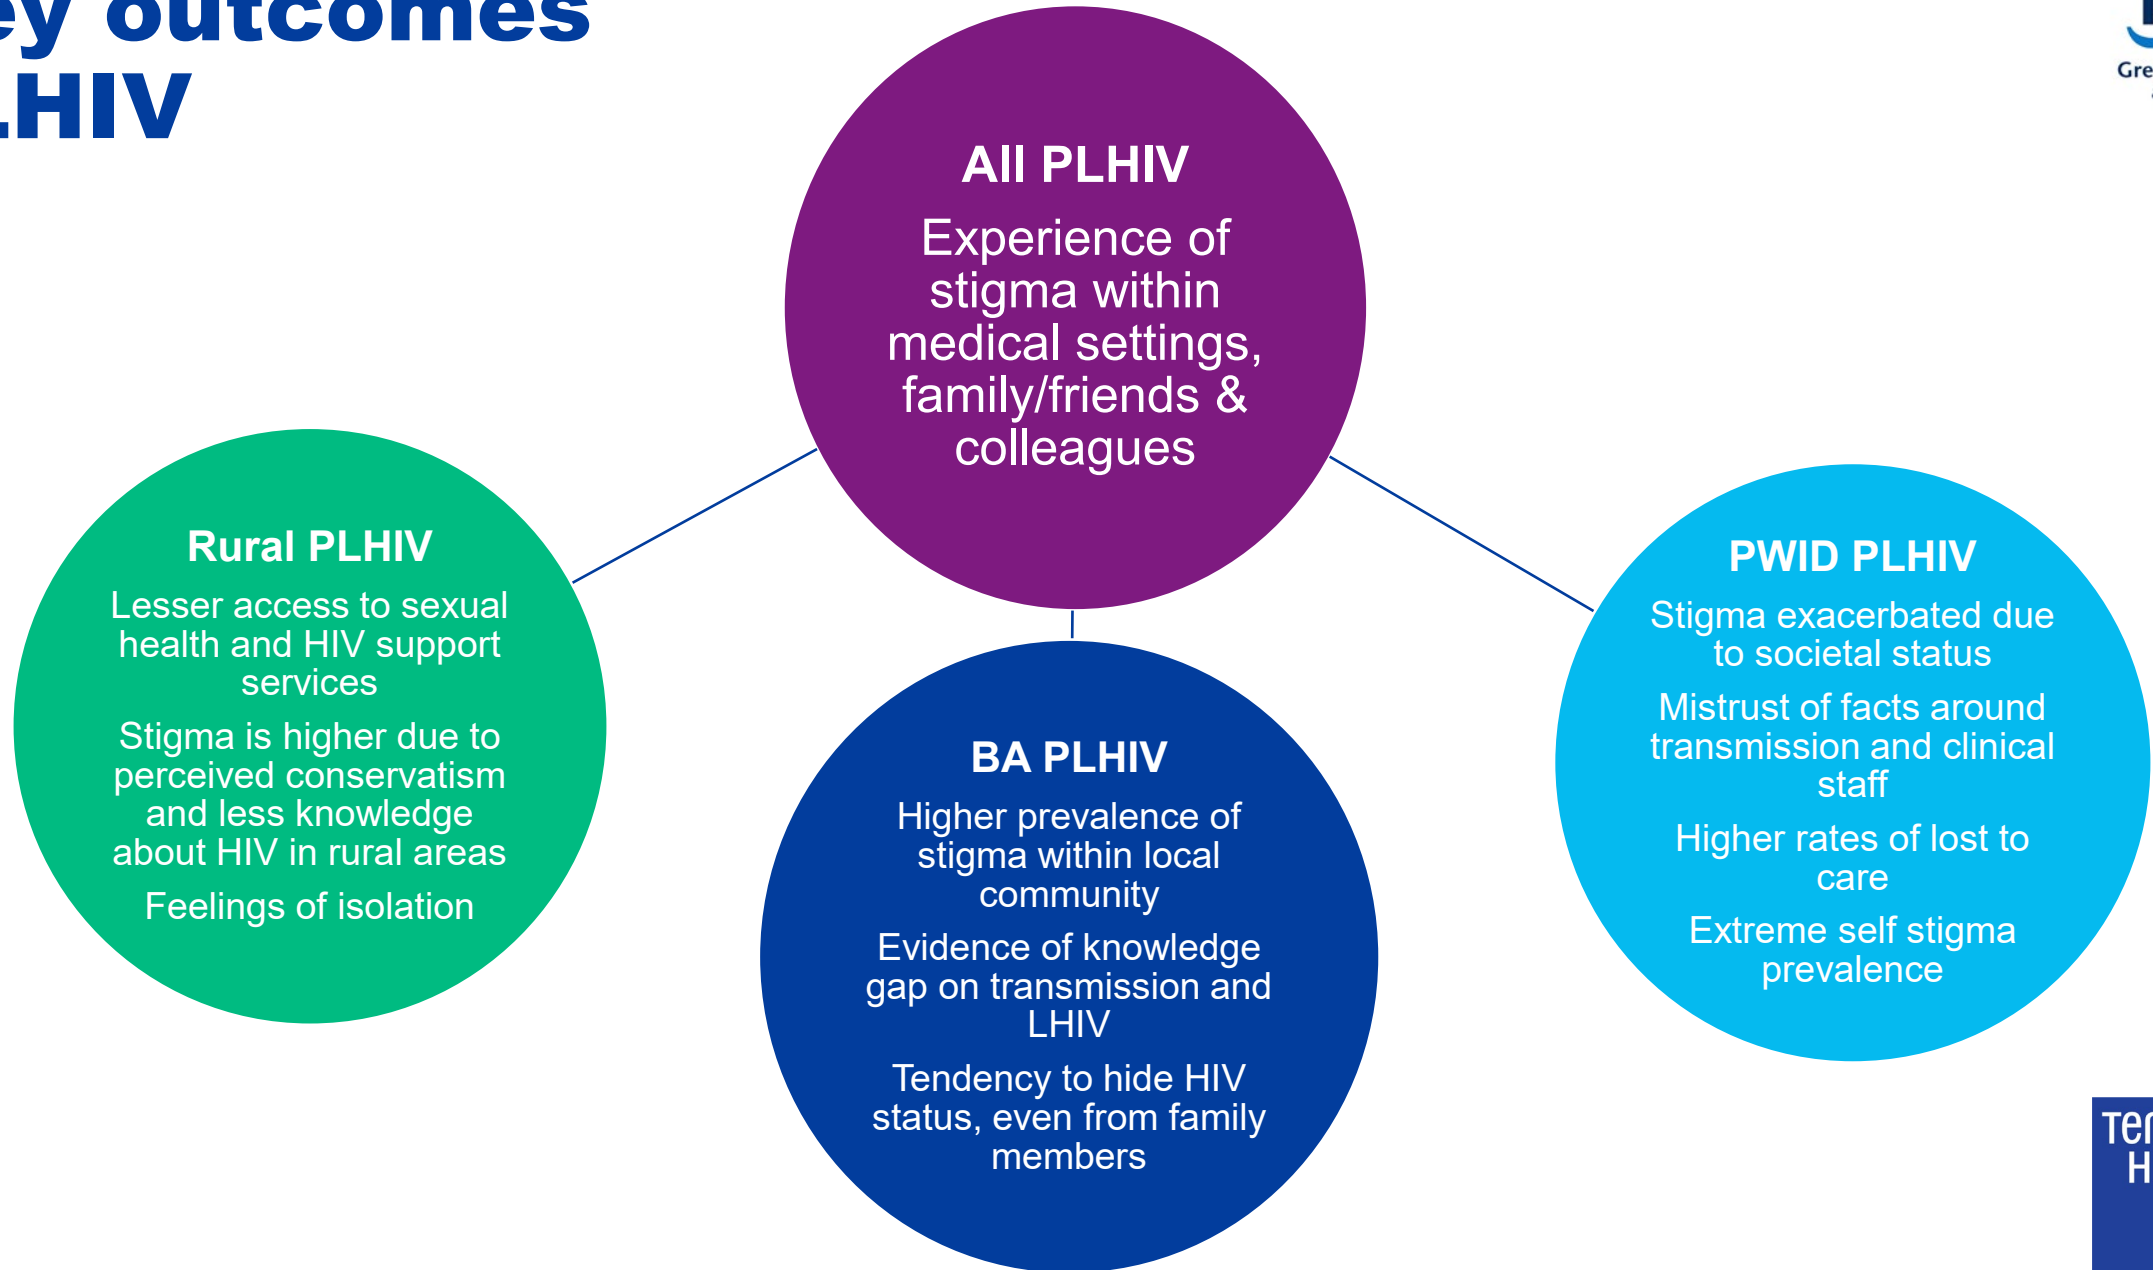 ey outcomes
LHIV
Gre
All PLHIV
Experience of
stigma within
medical settings,
family/friends &
colleagues
Rural PLHIV
Lesser access to sexual
health and HIV support
services
Stigma is higher due to
perceived conservatism
and less knowledge
about HIV in rural areas
Feelings of isolation
BA PLHIV
Higher prevalence of
stigma within local
community
Evidence of knowledge
gap on transmission and
LHIV
Tendency to hide HIV
status, even from family
members
PWID PLHIV
Stigma exacerbated due
to societal status
Mistrust of facts around
transmission and clinical
staff
Higher rates of lost to
care
Extreme self stigma
prevalence
Ter
H